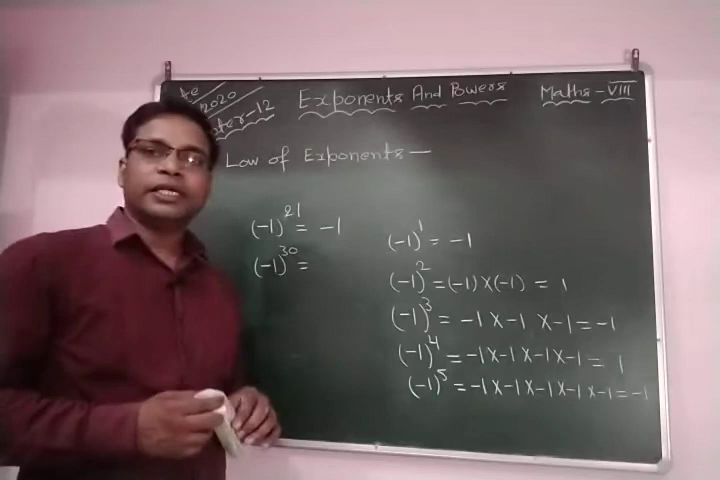 2020
Exponents And Powers
Maths - VIII
Law of Exponents —
(-1)^21 = -1
(-1)^30 =
(-1)^1 = -1
(-1)^2 = (-1) X (-1) = 1
(-1)^3 = -1 X -1 X -1 = -1
(-1)^4 = -1 X -1 X -1 X -1 = 1
(-1)^5 = -1 X -1 X -1 X -1 X -1 = -1